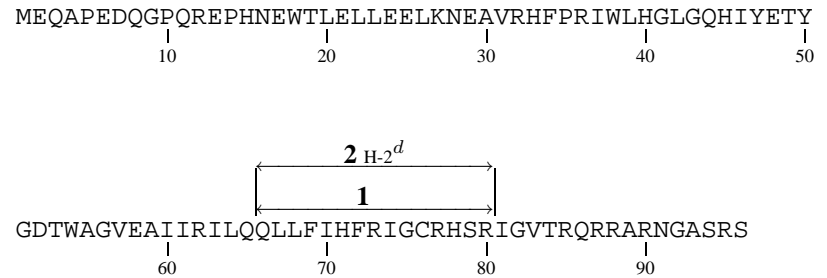 MEQAPEDQGPQREPHNEWTLELLEELKNEAVRHFPRIWLHGLGQHIYETY
10 20 30 40 50
2 H-2d
1
GDTWAGVEAIIRILQQLLFIHFRIGCRHSRIGVTRQRRARNGASRS
60 70 80 90